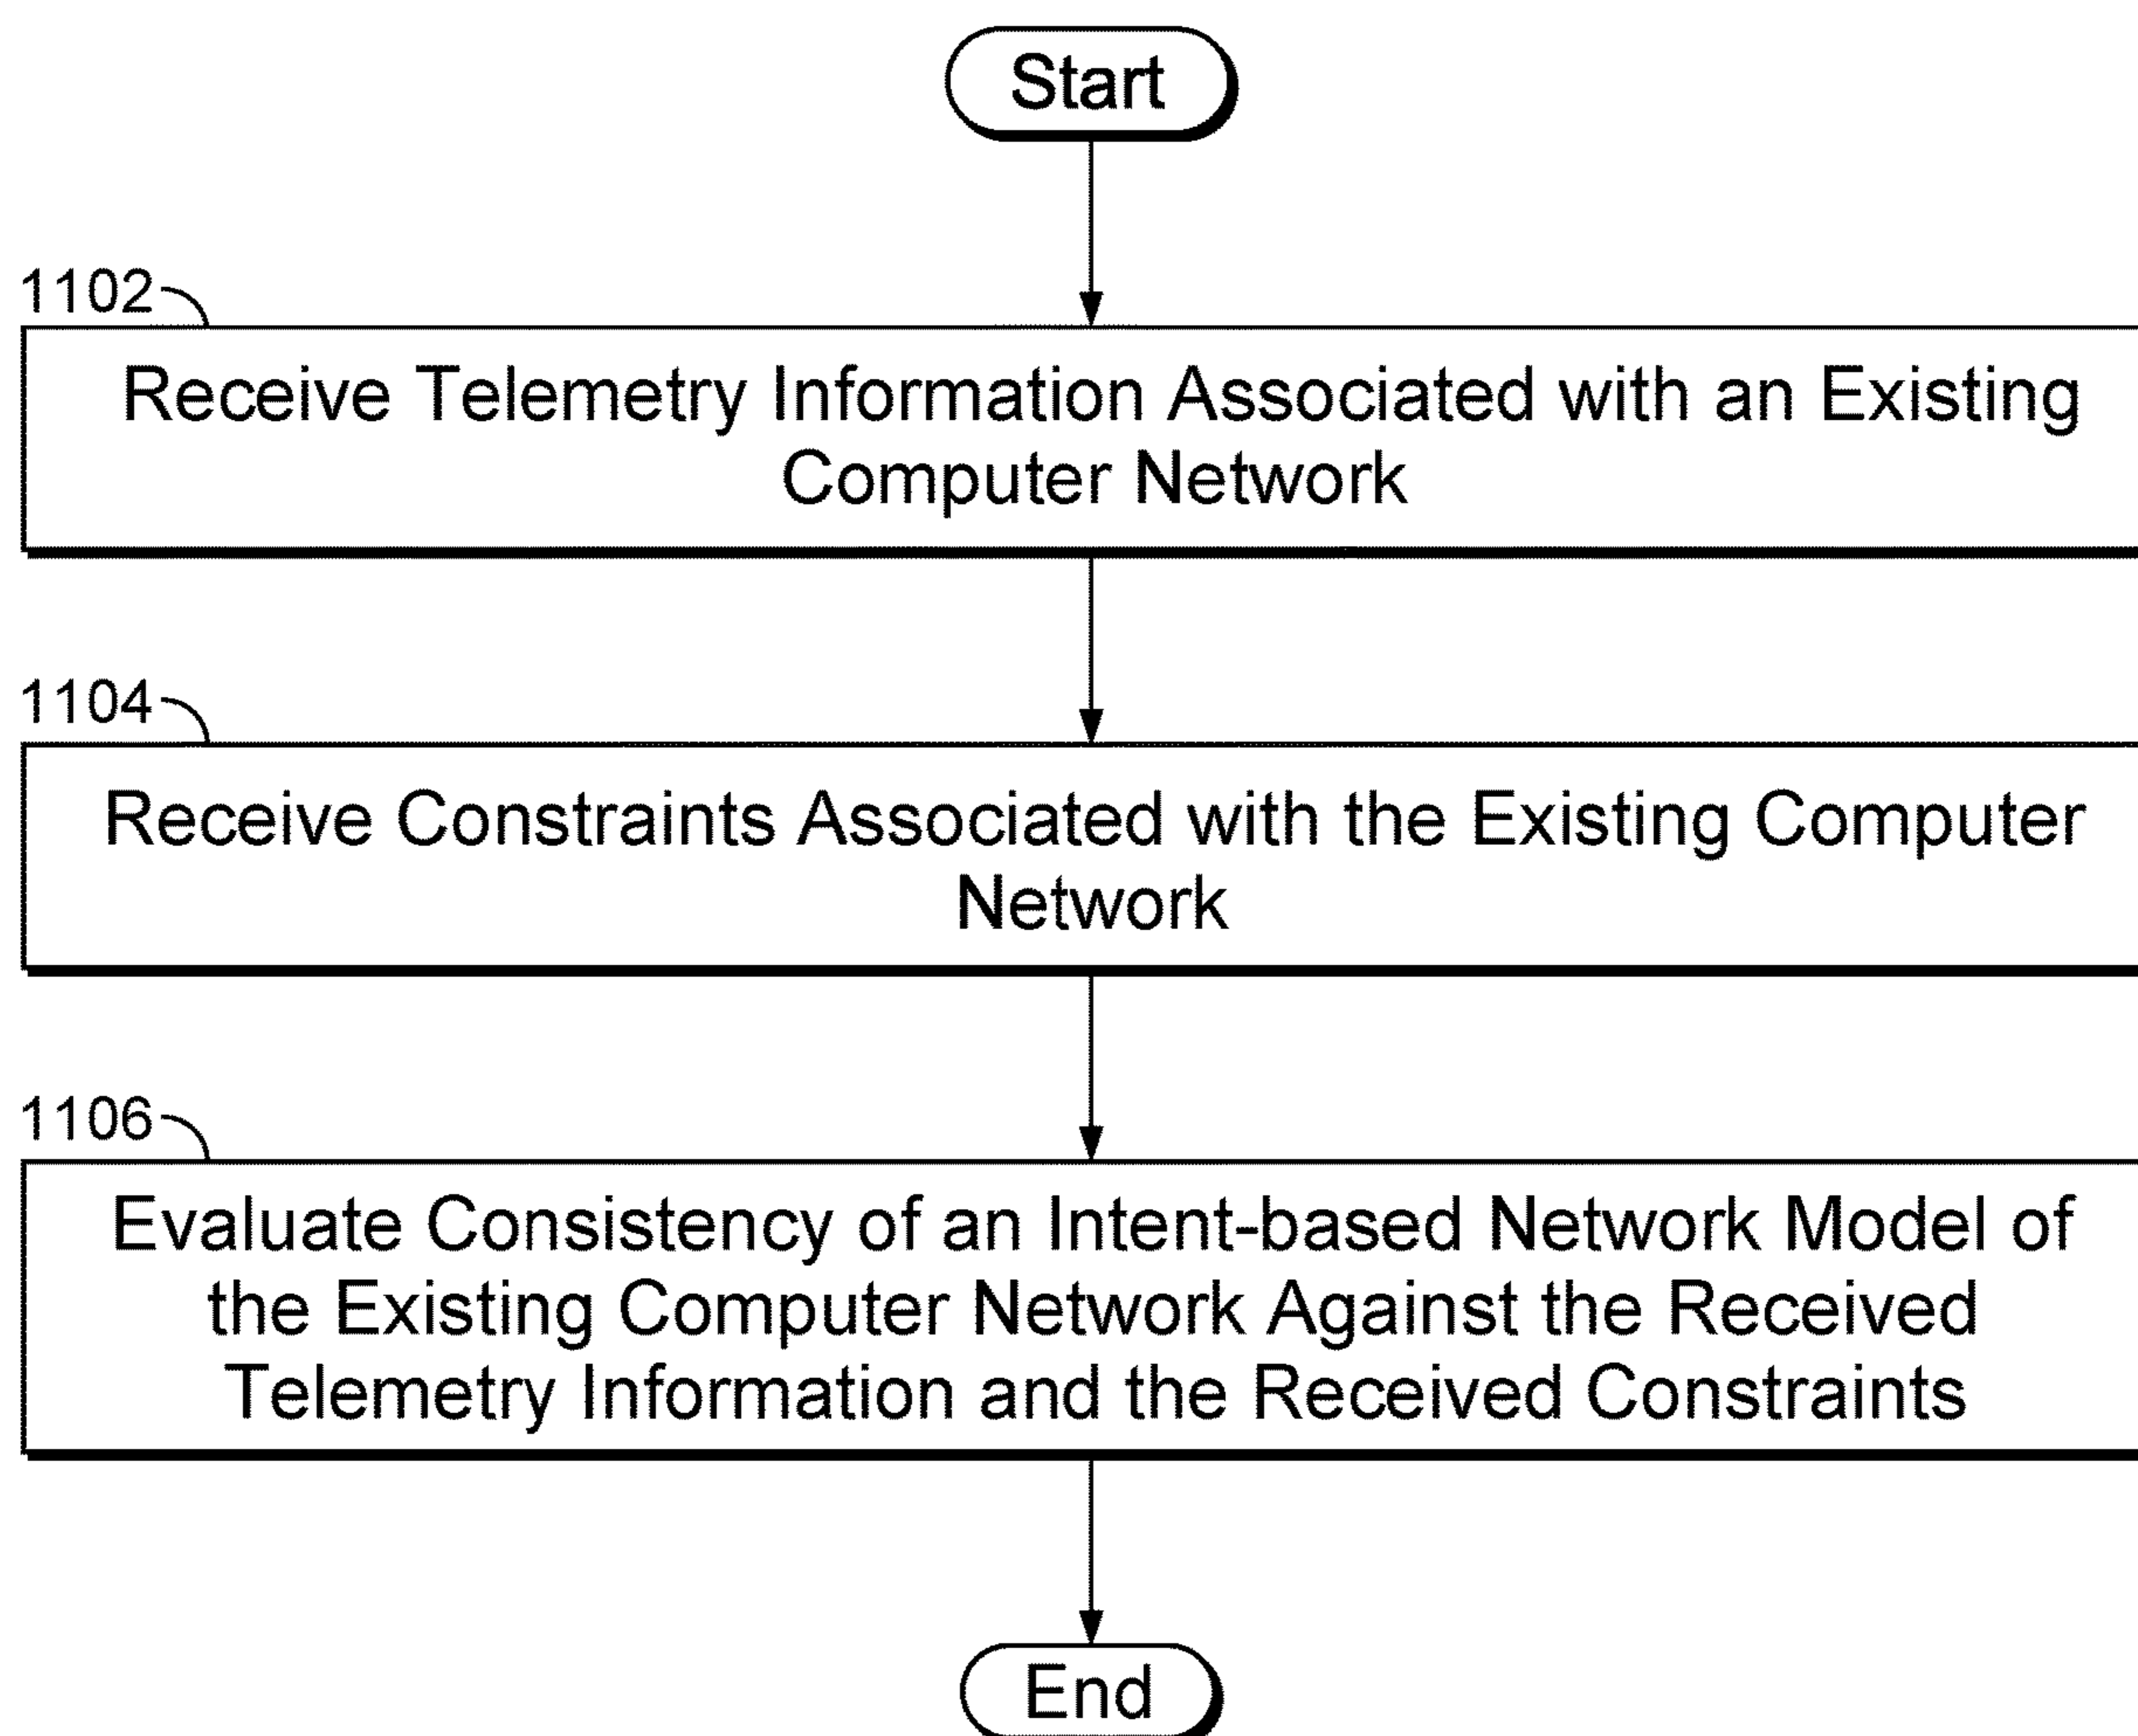 Start
1102
Receive Telemetry Information Associated with an Existing
Computer Network
1104
Receive Constraints Associated with the Existing Computer
Network
1106
Evaluate Consistency of an Intent-based Network Model of
the Existing Computer Network Against the Received
Telemetry Information and the Received Constraints
End